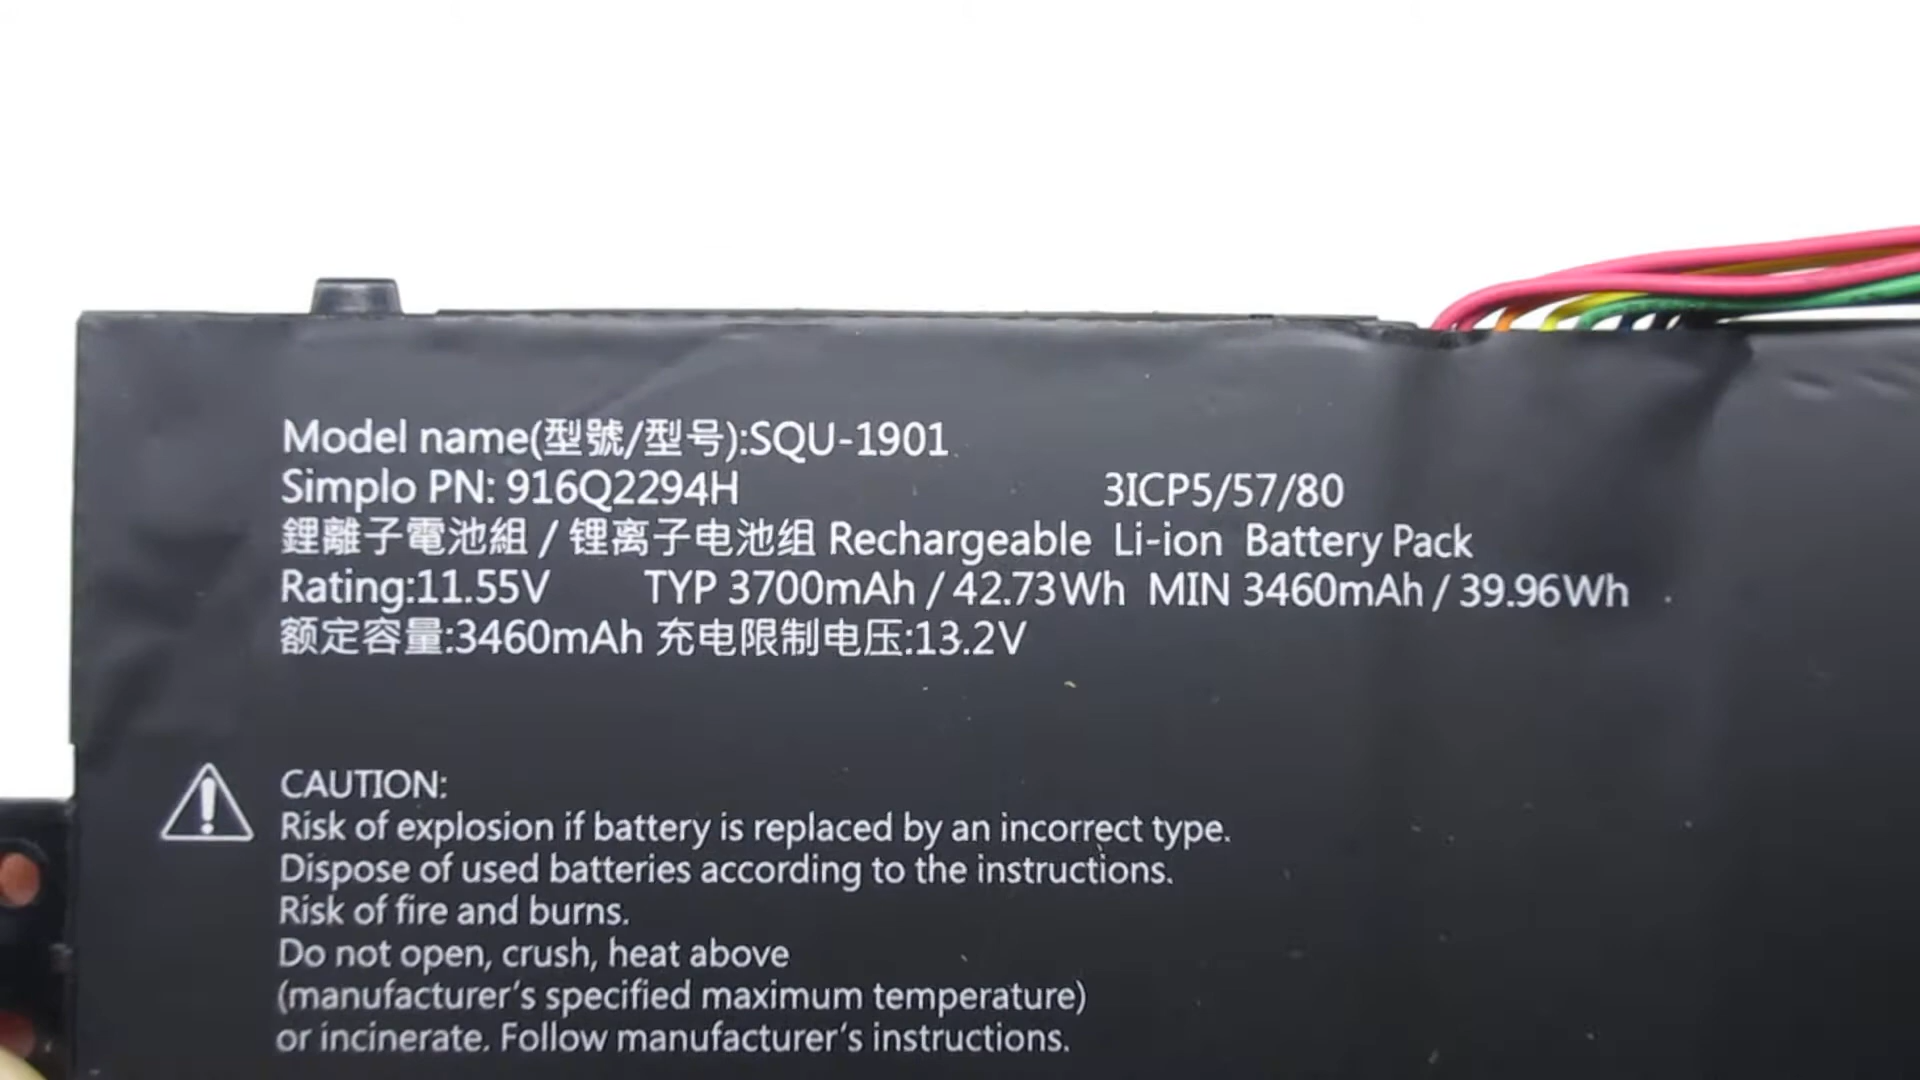 Model name(型號/型号):SQU-1901
Simplo PN: 916Q2294H 3ICP5/57/80
鋰離子電池組 / 锂离子电池组 Rechargeable Li-ion Battery Pack
Rating:11.55V TYP 3700mAh / 42.73Wh MIN 3460mAh / 39.96Wh
额定容量:3460mAh 充电限制电压:13.2V
CAUTION:
Risk of explosion if battery is replaced by an incorrect type.
Dispose of used batteries according to the instructions.
Risk of fire and burns.
Do not open, crush, heat above
(manufacturer's specified maximum temperature)
or incinerate. Follow manufacturer's instructions.